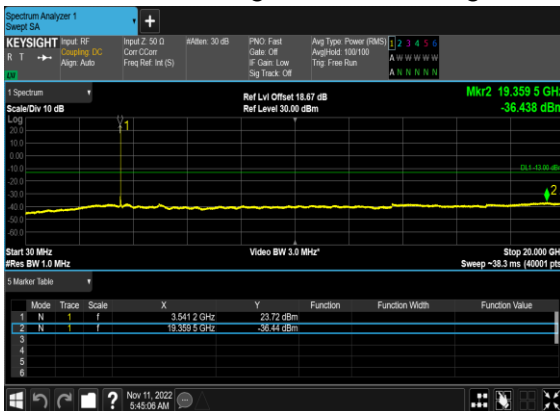 Spectrum Analyzer 1
Swept SA
KEYSIGHT
R T
LV
Input: RF
Coupling: DC
Align: Auto
Input Z: 50 Ω
Corr CCorr
Freq Ref: Int (S)
#Atten: 30 dB
PNO: Fast
Gate: Off
IF Gain: Low
Sig Track: Off
Avg Type: Power (RMS)
Avg|Hold: 100/100
Trig: Free Run
1 2 3 4 5 6
A W W W W W
A N N N N N
1 Spectrum
Scale/Div 10 dB
Ref Lvl Offset 18.67 dB
Ref Level 30.00 dBm
Mkr2 19.359 5 GHz
-36.438 dBm
Log
20.0
10.0
0.00
-10.0
-20.0
-30.0
-40.0
-50.0
-60.0
1
DL1 -13.00 dBm
2
Start 30 MHz
#Res BW 1.0 MHz
Video BW 3.0 MHz*
Stop 20.000 GHz
Sweep ~38.3 ms (40001 pts)
5 Marker Table
Mode Trace Scale X Y Function Function Width Function Value
1 N 1 f 3.541 2 GHz 23.72 dBm
2 N 1 f 19.359 5 GHz -36.44 dBm
3
4
5
6
?
Nov 11, 2022
5:45:06 AM